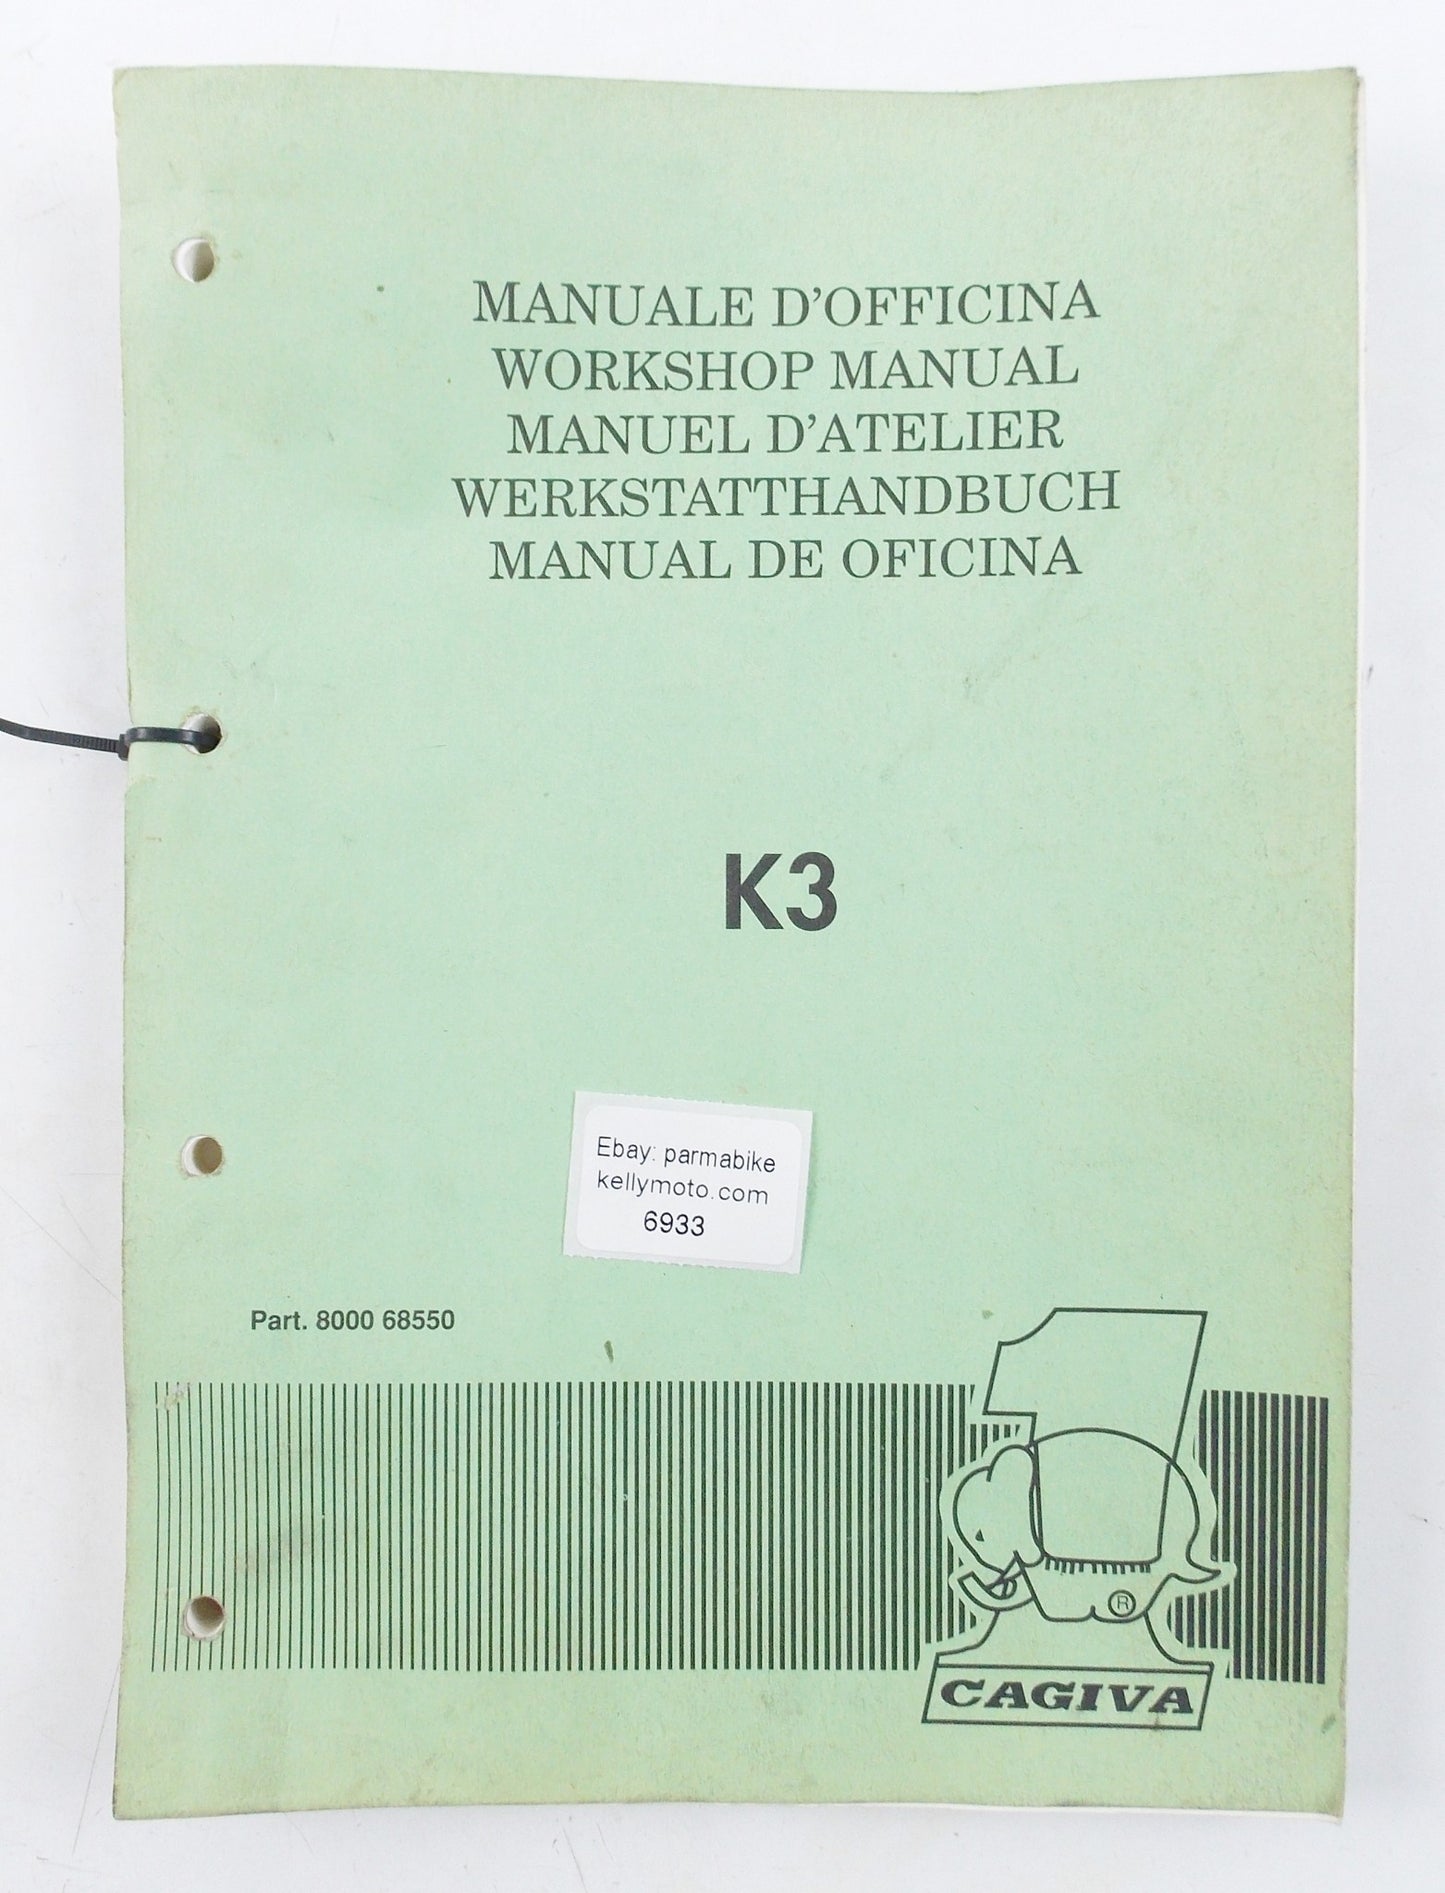 MANUALE D'OFFICINA
WORKSHOP MANUAL
MANUEL D'ATELIER
WERKSTATTHANDBUCH
MANUAL DE OFICINA
K3
Ebay: parmabike
kellymoto.com
6933
Part. 8000 68550
1
®
CAGIVA